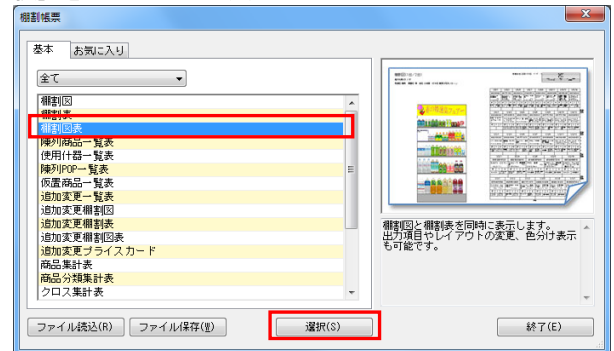 棚割帳票
基本 お気に入り
全て
棚割図
棚割表
棚割図表
陳列商品一覧表
使用什器一覧表
陳列POP一覧表
仮置商品一覧表
追加変更一覧表
追加変更棚割図
追加変更棚割表
追加変更棚割図表
追加変更プライスカード
商品集計表
商品分類集計表
クロス集計表
棚割図と棚割表を同時に表示します。
出力項目やレイアウトの変更、色分け表示
も可能です。
ファイル読込(R) ファイル保存(W) 選択(S) 終了(E)